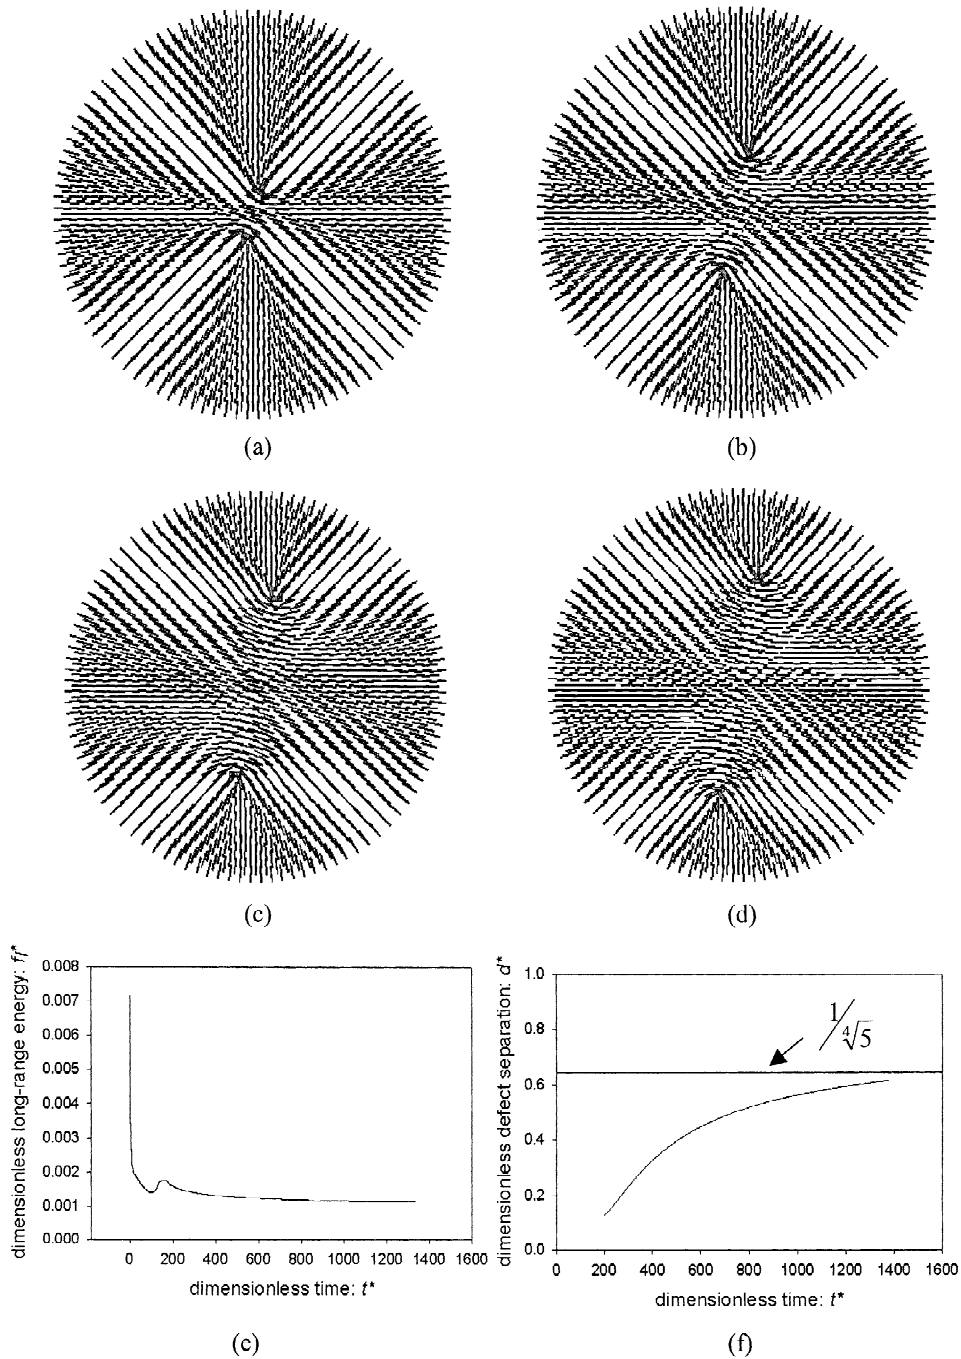 (a)
(b)
(c)
(d)
dimensionless long-range energy: fl*
0.008
0.007
0.006
0.005
0.004
0.003
0.002
0.001
0.000
0 200 400 600 800 1000 1200 1400 1600
dimensionless time: t*
(e)
dimensionless defect separation: d*
1.0
0.8
0.6
0.4
0.2
0.0
1/∜5
0 200 400 600 800 1000 1200 1400 1600
dimensionless time: t*
(f)